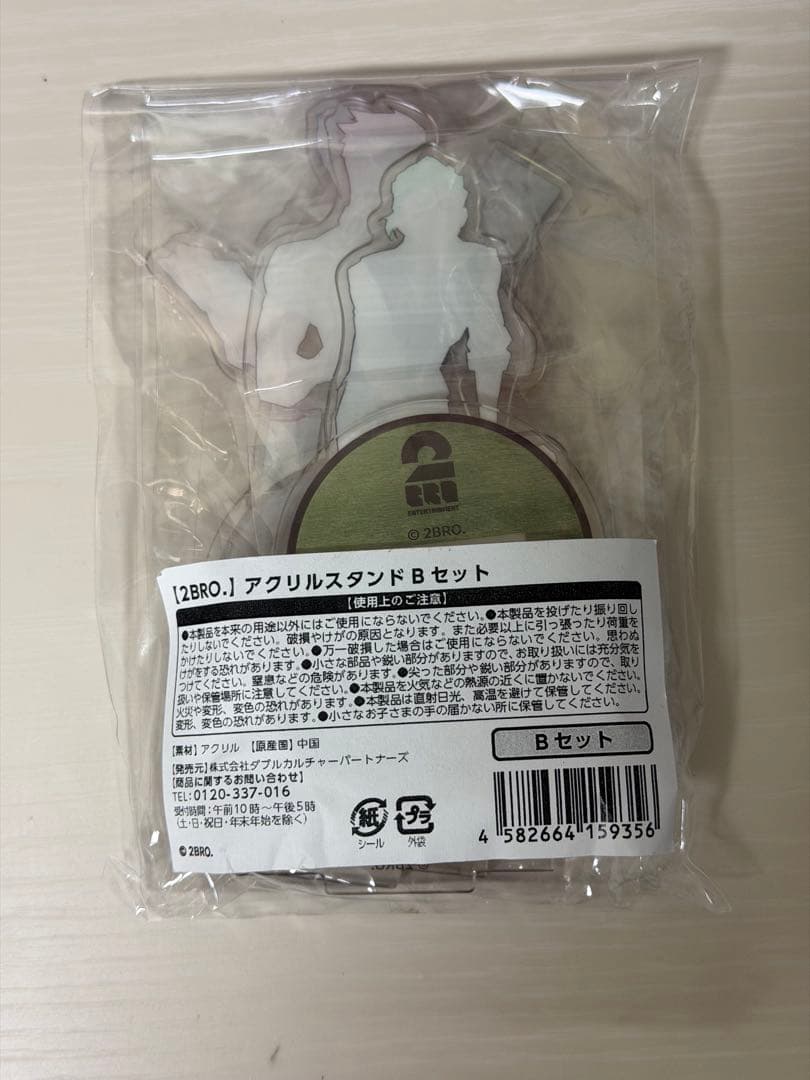 2
BRO
ENTERTAINMENT
© 2BRO.
【2BRO.】アクリルスタンド B セット
【使用上のご注意】
●本製品を本来の用途以外にはご使用にならないでください。●本製品を投げたり振り回し
たりしないでください。破損やけがの原因となります。また必要以上に引っ張ったり荷重を
かけたりしないでください。●万一破損した場合はご使用にならないでください。思わぬ
けがをする恐れがあります。●小さな部品や鋭い部分がありますので、お取り扱いには充分気を
つけてください。窒息などの危険があります。●尖った部分や鋭い部分がありますので、取り
扱いや保管場所に注意してください。●本製品を火気などの熱源の近くに置かないでください。
火災や変形、変色の恐れがあります。●本製品は直射日光、高温を避けて保管してください。
変形、変色の恐れがあります。●小さなお子さまの手の届かない所に保管してください。
【素材】アクリル 【原産国】中国
【発売元】株式会社ダブルカルチャーパートナーズ
【商品に関するお問い合わせ】
TEL:0120-337-016
受付時間:午前10時〜午後5時
(土・日・祝日・年末年始を除く)
© 2BRO.
B セット
紙
シール
プラ
外袋
4 582664 159356
© 2BRO.